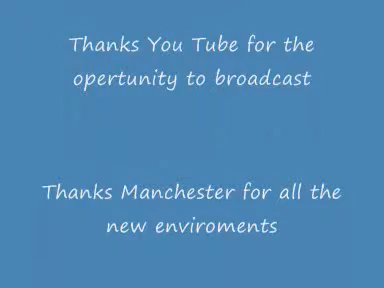 Thanks You Tube for the
opertunity to broadcast
Thanks Manchester for all the
new enviroments